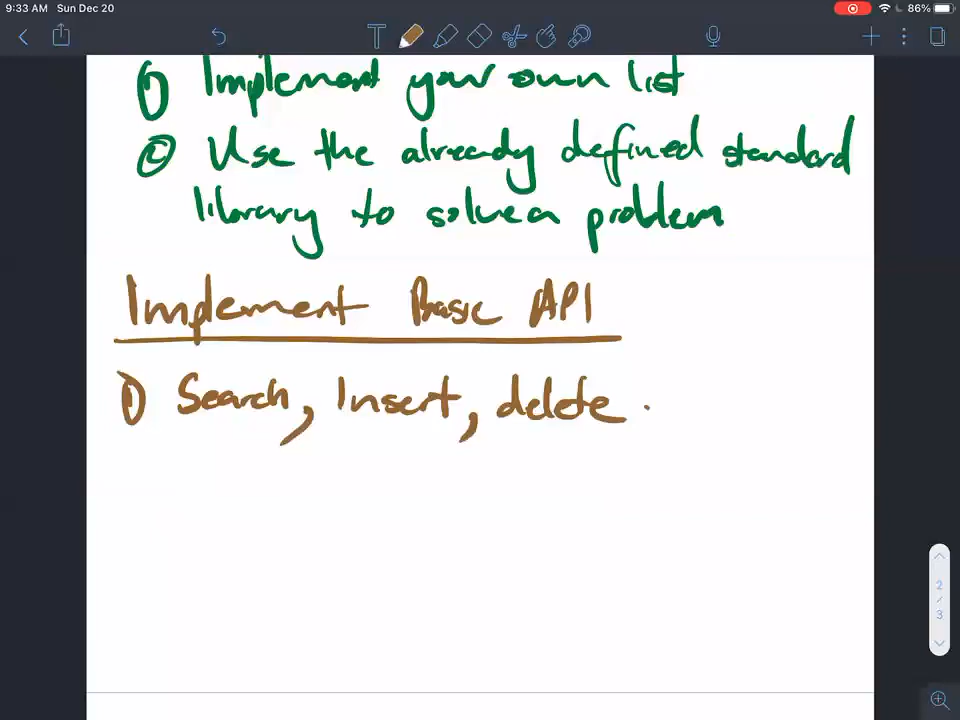 9:33 AM Sun Dec 20
86%
① Implement your own list
② Use the already defined standard
library to solve a problem
Implement Basic API
① Search, Insert, delete.
2
/
3